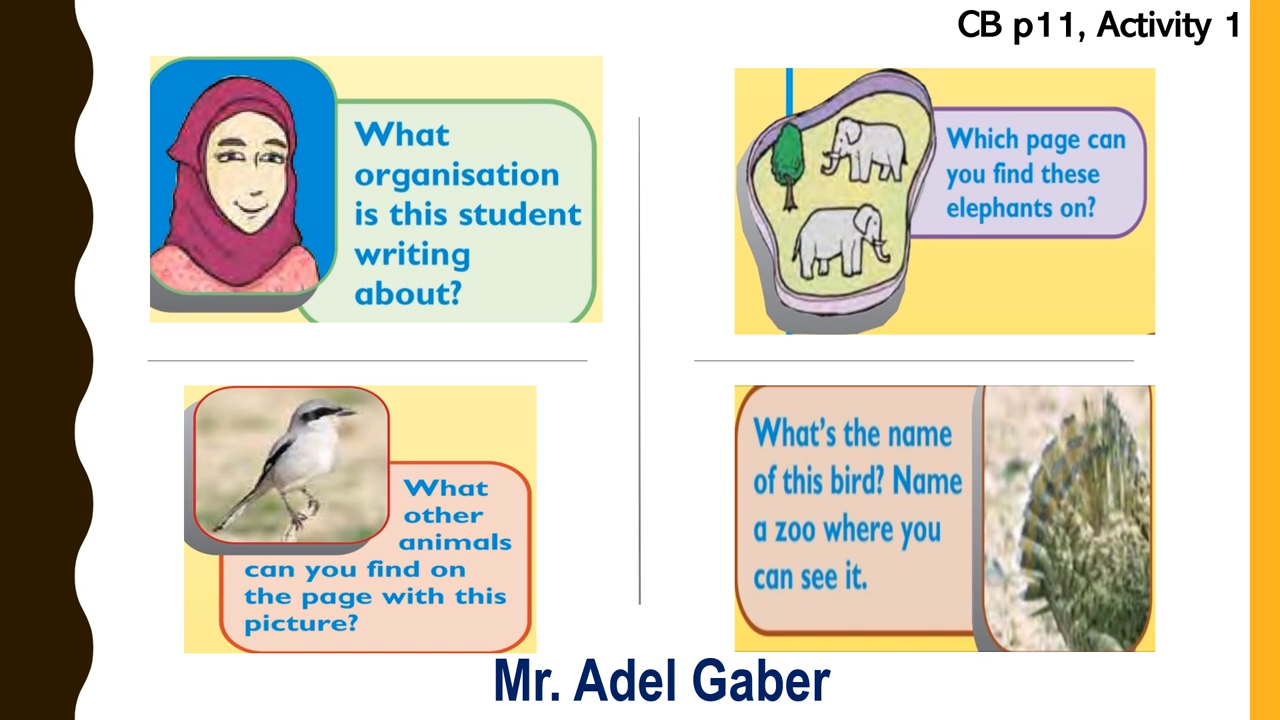 CB p11, Activity 1
What
organisation
is this student
writing
about?
Which page can
you find these
elephants on?
What
other
animals
can you find on
the page with this
picture?
What's the name
of this bird? Name
a zoo where you
can see it.
Mr. Adel Gaber